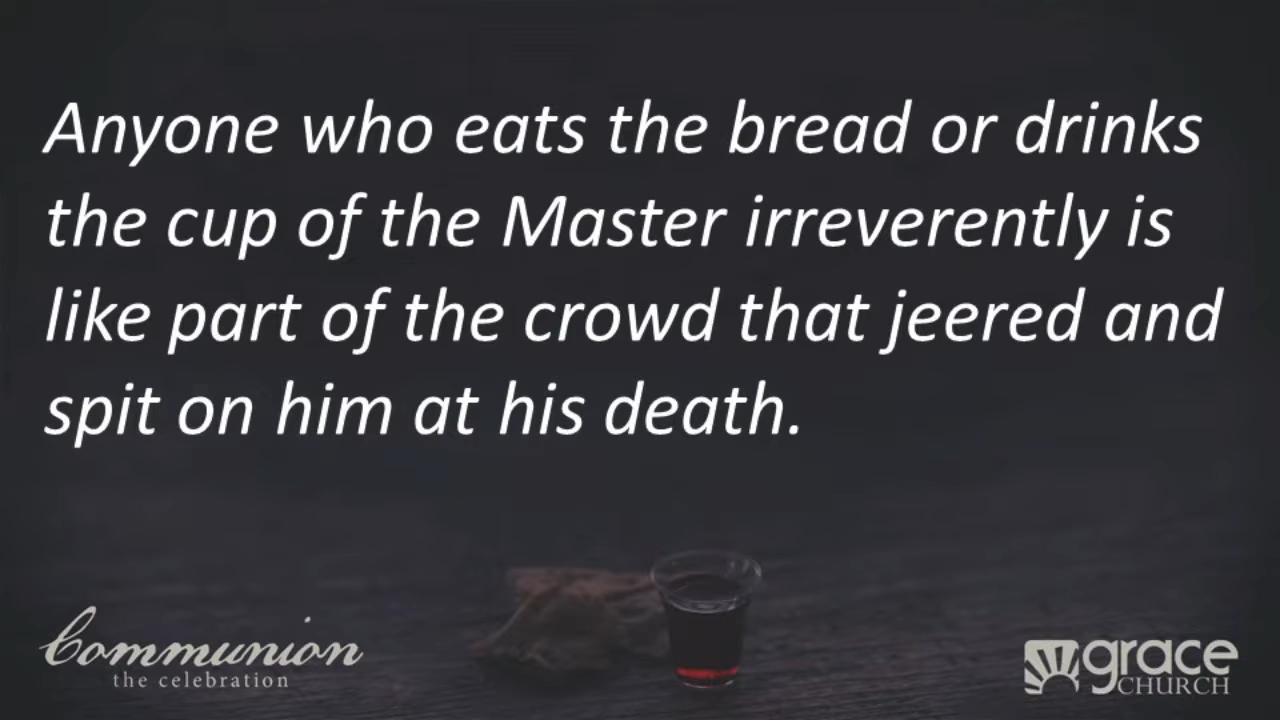 Anyone who eats the bread or drinks
the cup of the Master irreverently is
like part of the crowd that jeered and
spit on him at his death.
Communion
the celebration
grace
CHURCH